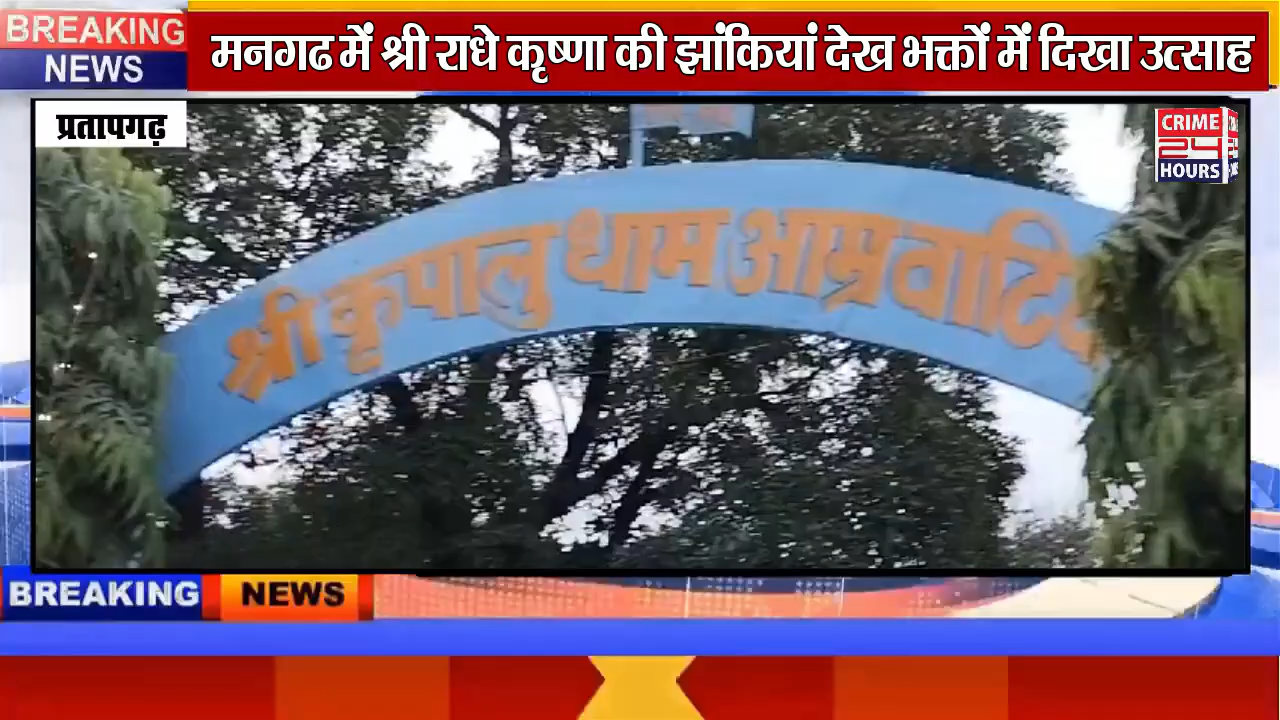 BREAKING
NEWS
मनगढ में श्री राधे कृष्णा की झांकियां देख भक्तों में दिखा उत्साह
प्रतापगढ़
CRIME
24
HOURS
श्री कृपालु धाम आम्रवाटि
BREAKING NEWS